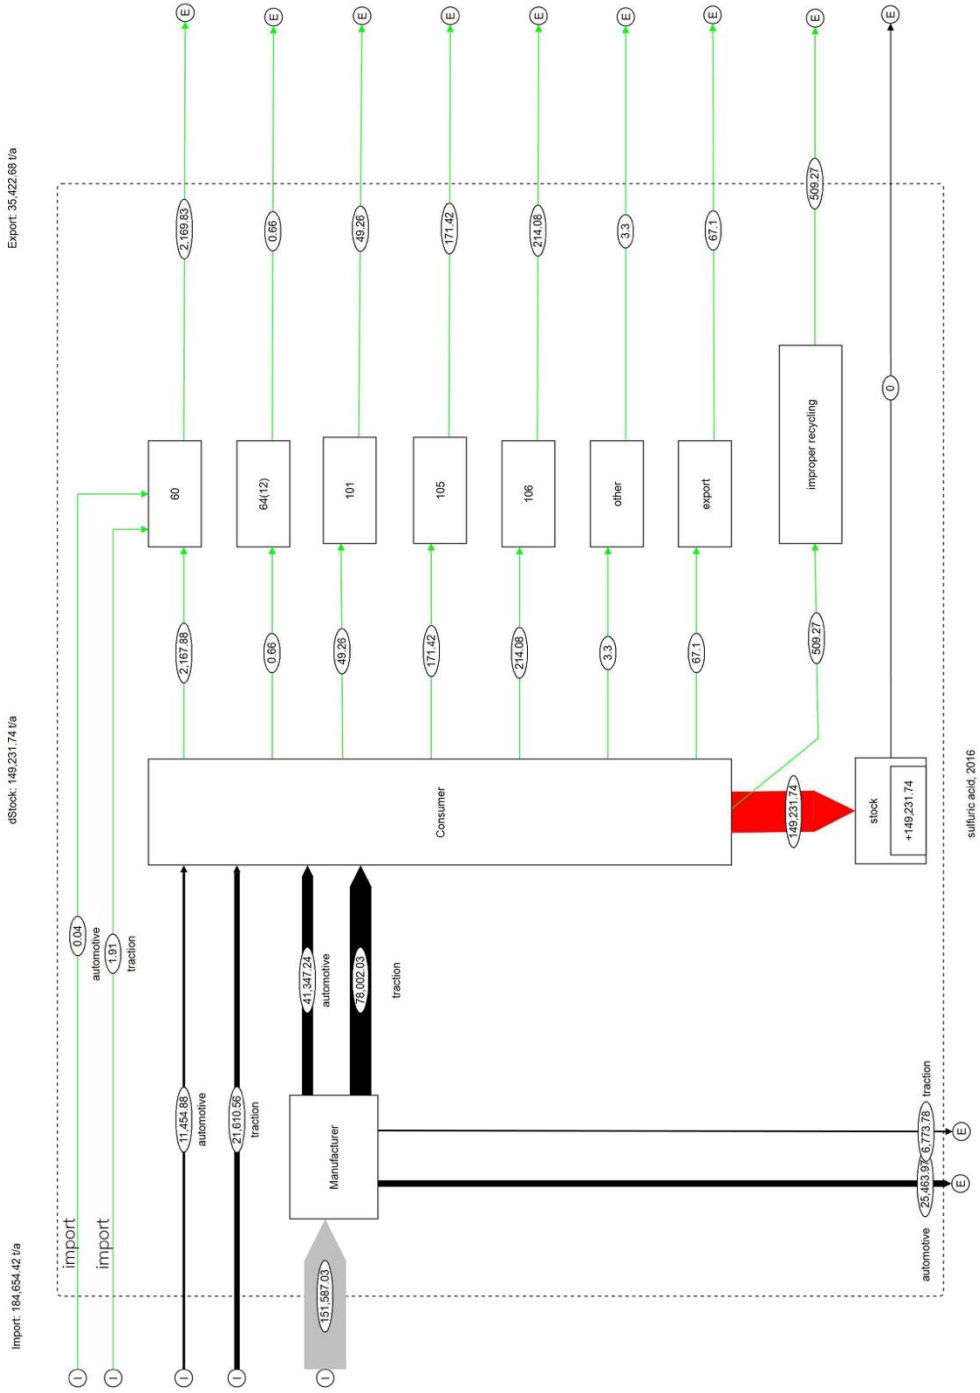 Import: 184,654.42 t/a
dStock: 149,231.74 t/a
Export: 35,422.68 t/a
import
0.04
automotive
import
1.91
traction
I
I
I
I
I
11,454.88
automotive
21,610.56
traction
151,587.03
Manufacturer
41,347.24
automotive
78,002.03
traction
25,463.97
automotive
6,773.78
traction
E
E
Consumer
2,167.88
60
2,169.83
E
0.66
64(12)
0.66
E
49.26
101
49.26
E
171.42
105
171.42
E
214.08
106
214.08
E
3.3
other
3.3
E
67.1
export
67.1
E
509.27
improper recycling
509.27
E
149,231.74
stock
+149,231.74
0
E
sulfuric acid, 2016